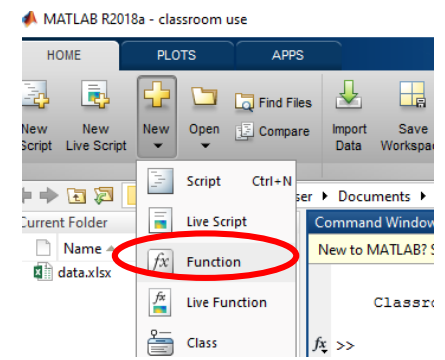 MATLAB R2018a - classroom use
HOME PLOTS APPS
New Script
New Live Script
New
Open
Find Files
Compare
Import Data
Save Workspac
ser ▸ Documents ▸
Script Ctrl+N
Live Script
Function
Live Function
Class
Current Folder
Name
data.xlsx
Command Window
New to MATLAB? S
Classro
fx >>